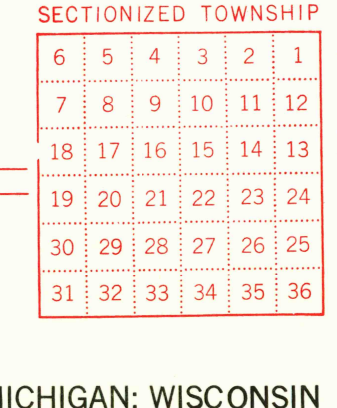 SECTIONIZED TOWNSHIP
6 5 4 3 2 1
7 8 9 10 11 12
18 17 16 15 14 13
19 20 21 22 23 24
30 29 28 27 26 25
31 32 33 34 35 36
MICHIGAN: WISCONSIN